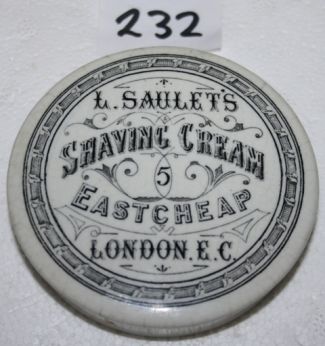 232
L. SAULET'S
SHAVING CREAM
5
EASTCHEAP
LONDON. E. C.